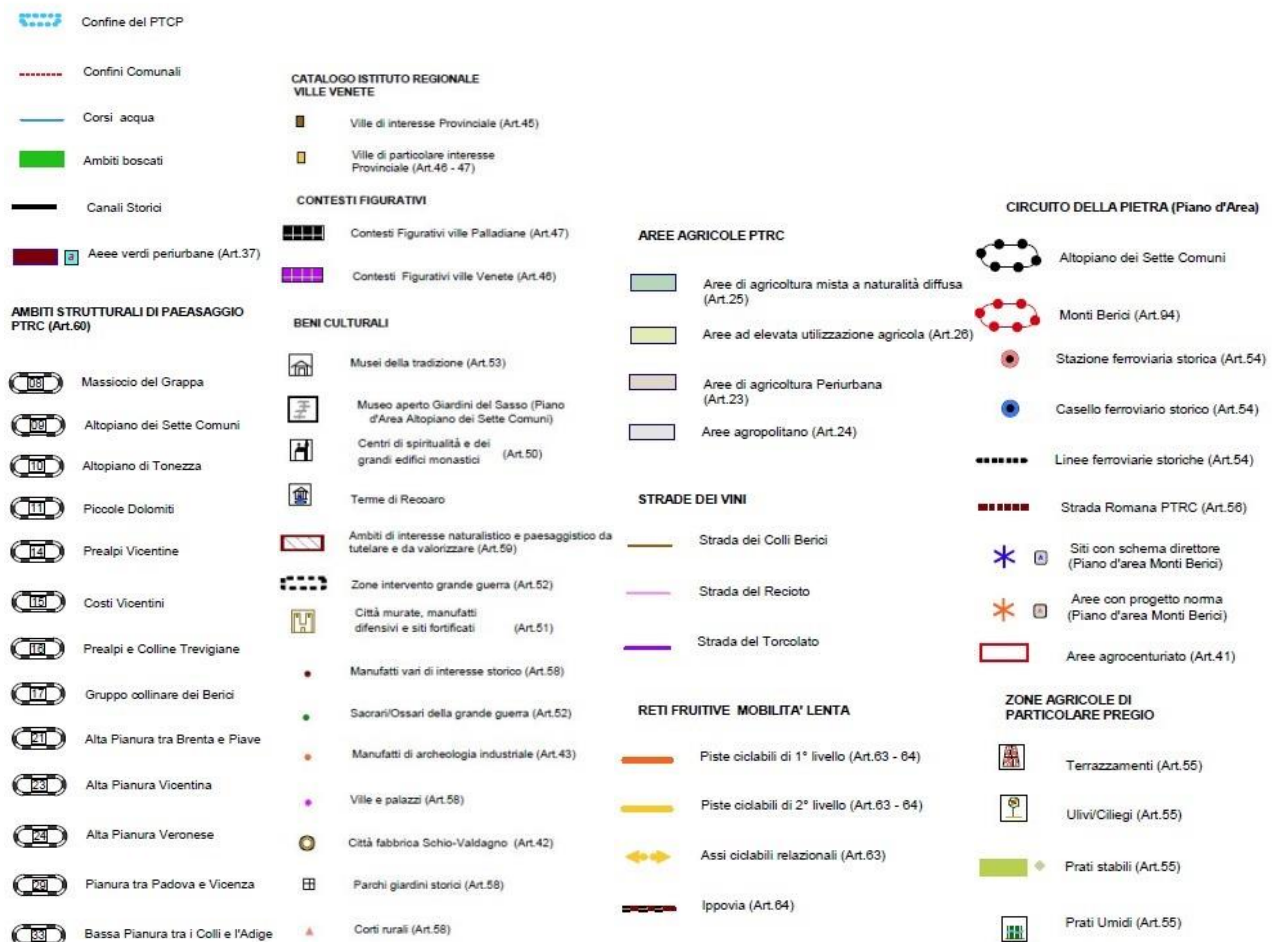 Confine del PTCP
Confini Comunali
Corsi acqua
Ambiti boscati
Canali Storici
a
Aeee verdi periurbane (Art.37)
AMBITI STRUTTURALI DI PAEASAGGIO
PTRC (Art.60)
08
Massiccio del Grappa
09
Altopiano dei Sette Comuni
10
Altopiano di Tonezza
11
Piccole Dolomiti
14
Prealpi Vicentine
15
Costi Vicentini
16
Prealpi e Colline Trevigiane
17
Gruppo collinare dei Berici
21
Alta Pianura tra Brenta e Piave
23
Alta Pianura Vicentina
24
Alta Pianura Veronese
29
Pianura tra Padova e Vicenza
33
Bassa Pianura tra i Colli e l'Adige
CATALOGO ISTITUTO REGIONALE
VILLE VENETE
Ville di interesse Provinciale (Art.45)
Ville di particolare interesse
Provinciale (Art.46 - 47)
CONTESTI FIGURATIVI
Contesti Figurativi ville Palladiane (Art.47)
Contesti Figurativi ville Venete (Art.46)
BENI CULTURALI
Musei della tradizione (Art.53)
Museo aperto Giardini del Sasso (Piano
d'Area Altopiano dei Sette Comuni)
Centri di spiritualità e dei
grandi edifici monastici (Art.50)
Terme di Recoaro
Ambiti di interesse naturalistico e paesaggistico da
tutelare e da valorizzare (Art.59)
Zone intervento grande guerra (Art.52)
Città murate, manufatti
difensivi e siti fortificati (Art.51)
Manufatti vari di interesse storico (Art.58)
Sacrari/Ossari della grande guerra (Art.52)
Manufatti di archeologia industriale (Art.43)
Ville e palazzi (Art.58)
Città fabbrica Schio-Valdagno (Art.42)
Parchi giardini storici (Art.58)
Corti rurali (Art.58)
AREE AGRICOLE PTRC
Aree di agricoltura mista a naturalità diffusa
(Art.25)
Aree ad elevata utilizzazione agricola (Art.26)
Aree di agricoltura Periurbana
(Art.23)
Aree agropolitano (Art.24)
STRADE DEI VINI
Strada dei Colli Berici
Strada del Recioto
Strada del Torcolato
RETI FRUITIVE MOBILITA' LENTA
Piste ciclabili di 1° livello (Art.63 - 64)
Piste ciclabili di 2° livello (Art.63 - 64)
Assi ciclabili relazionali (Art.63)
Ippovia (Art.64)
CIRCUITO DELLA PIETRA (Piano d'Area)
Altopiano dei Sette Comuni
Monti Berici (Art.94)
Stazione ferroviaria storica (Art.54)
Casello ferroviario storico (Art.54)
Linee ferroviarie storiche (Art.54)
Strada Romana PTRC (Art.56)
Siti con schema direttore
(Piano d'area Monti Berici)
Aree con progetto norma
(Piano d'area Monti Berici)
Aree agrocenturiato (Art.41)
ZONE AGRICOLE DI
PARTICOLARE PREGIO
Terrazzamenti (Art.55)
Ulivi/Ciliegi (Art.55)
Prati stabili (Art.55)
Prati Umidi (Art.55)